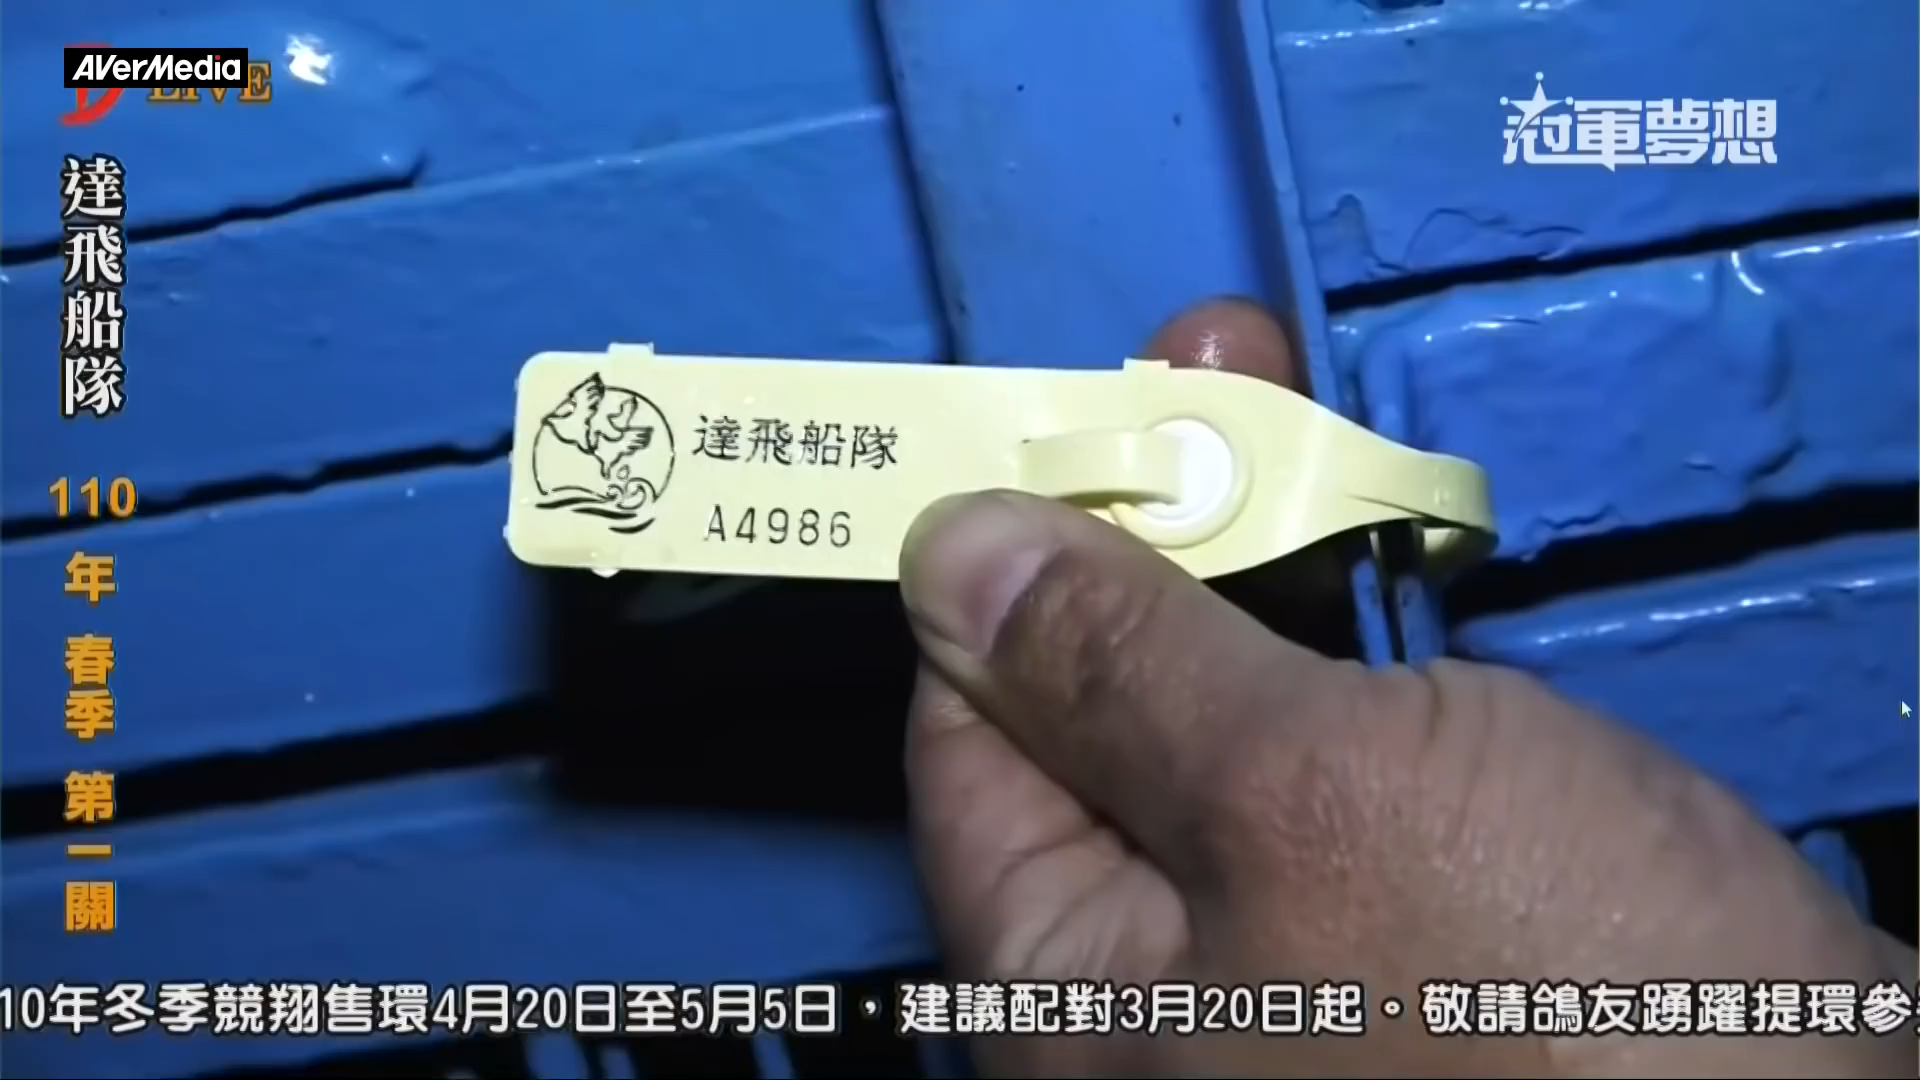 AVerMedia
LIVE
冠軍夢想
達飛船隊
110
年
春季
第一關
達飛船隊
A4986
10年冬季競翔售環4月20日至5月5日，建議配對3月20日起。敬請鴿友踴躍提環參